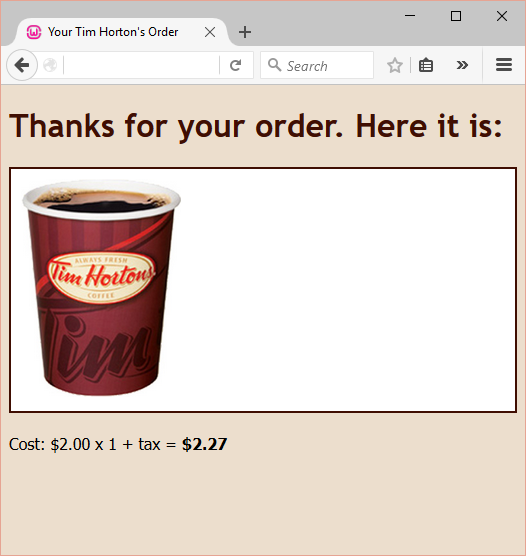 Your Tim Horton's Order
Search
Thanks for your order. Here it is:
ALWAYS FRESH
Tim Hortons.
COFFEE
Tim
Cost: $2.00 x 1 + tax = $2.27